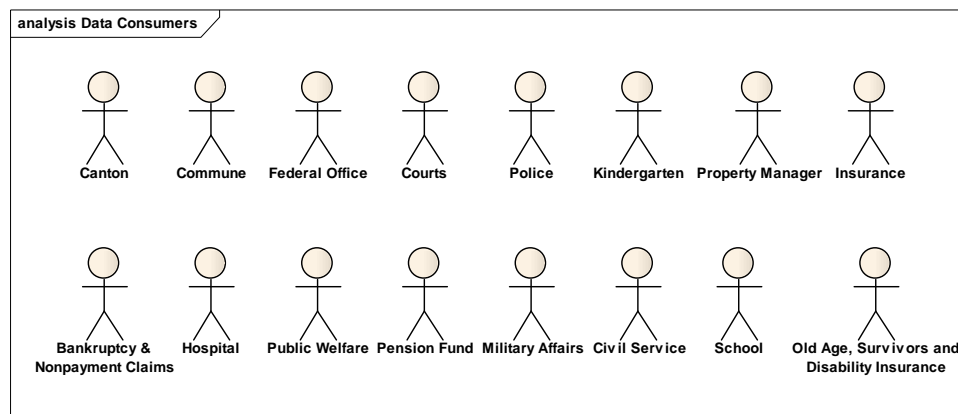 analysis Data Consumers
Canton
Commune
Federal Office
Courts
Police
Kindergarten
Property Manager
Insurance
Bankruptcy &
Nonpayment Claims
Hospital
Public Welfare
Pension Fund
Military Affairs
Civil Service
School
Old Age, Survivors and
Disability Insurance